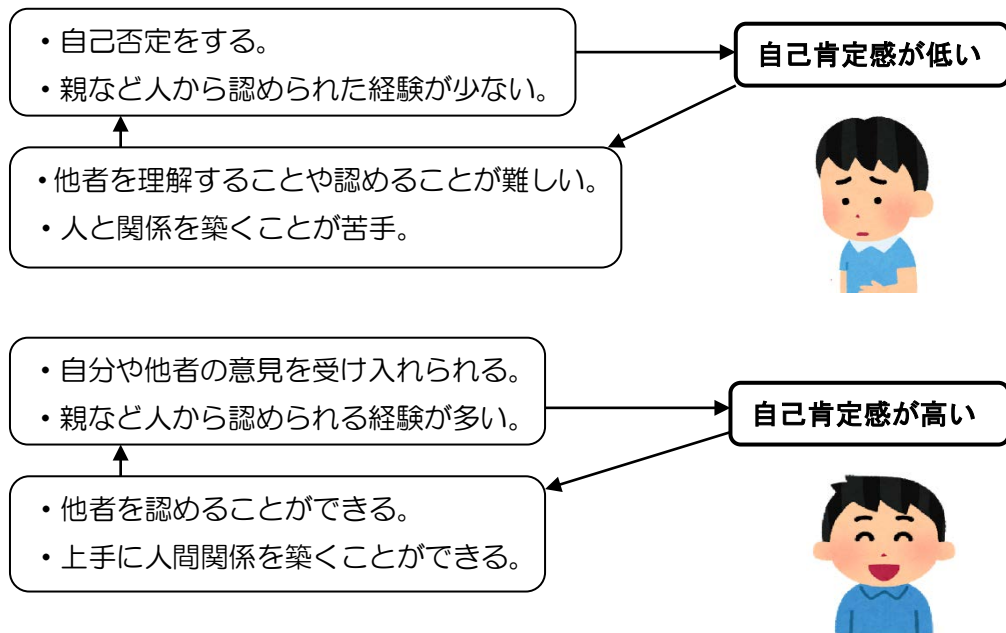 ・自己否定をする。
・親など人から認められた経験が少ない。
自己肯定感が低い
・他者を理解することや認めることが難しい。
・人と関係を築くことが苦手。
・自分や他者の意見を受け入れられる。
・親など人から認められる経験が多い。
自己肯定感が高い
・他者を認めることができる。
・上手に人間関係を築くことができる。